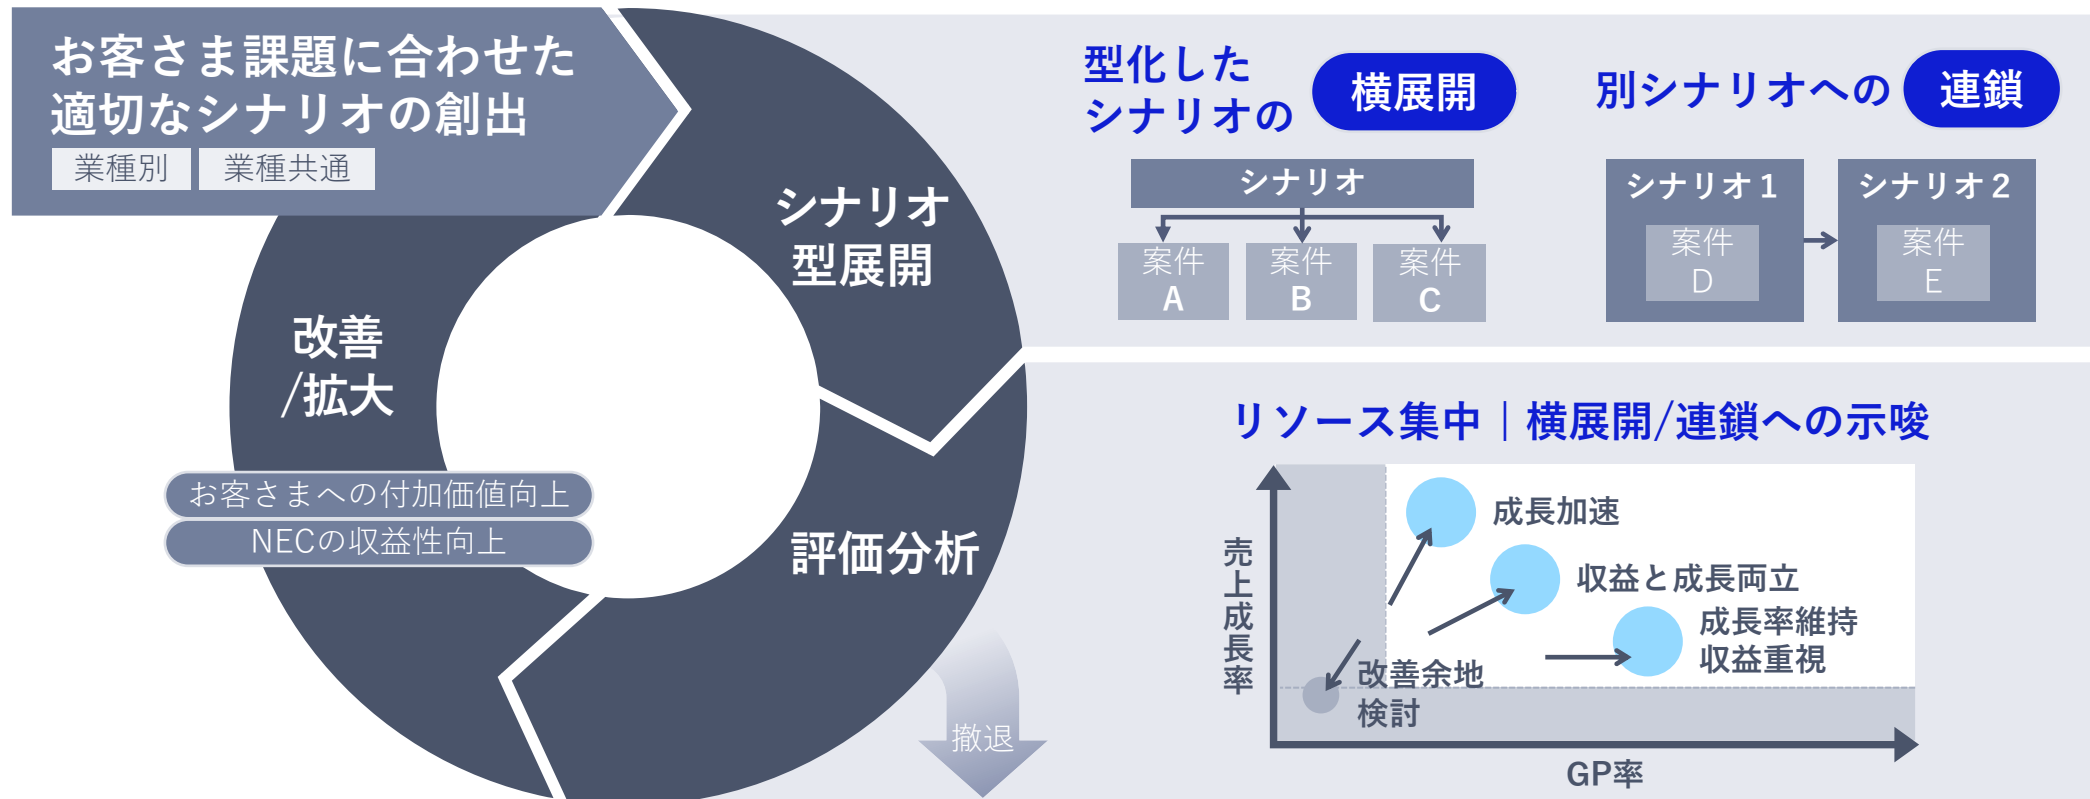 お客さま課題に合わせた
適切なシナリオの創出
業種別
業種共通
シナリオ
型展開
改善
/拡大
お客さまへの付加価値向上
NECの収益性向上
評価分析
撤退
型化した
シナリオの
横展開
シナリオ
案件
A
案件
B
案件
C
別シナリオへの
連鎖
シナリオ1
案件
D
シナリオ2
案件
E
リソース集中｜横展開/連鎖への示唆
売上成長率
成長加速
収益と成長両立
成長率維持
収益重視
改善余地
検討
GP率